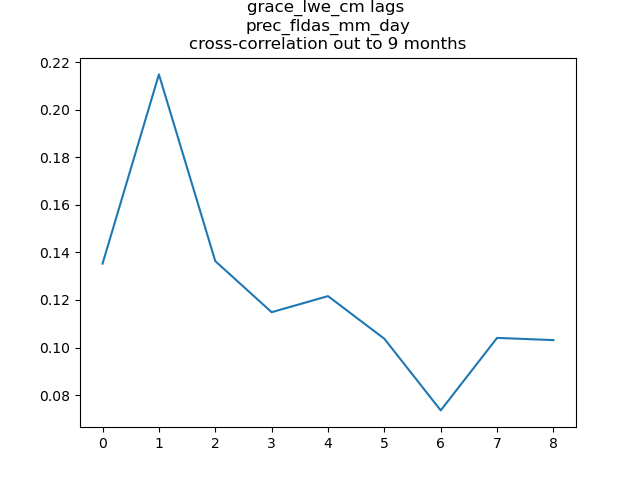 grace_lwe_cm lags
prec_fldas_mm_day
cross-correlation out to 9 months
0.22
0.20
0.18
0.16
0.14
0.12
0.10
0.08
0 1 2 3 4 5 6 7 8